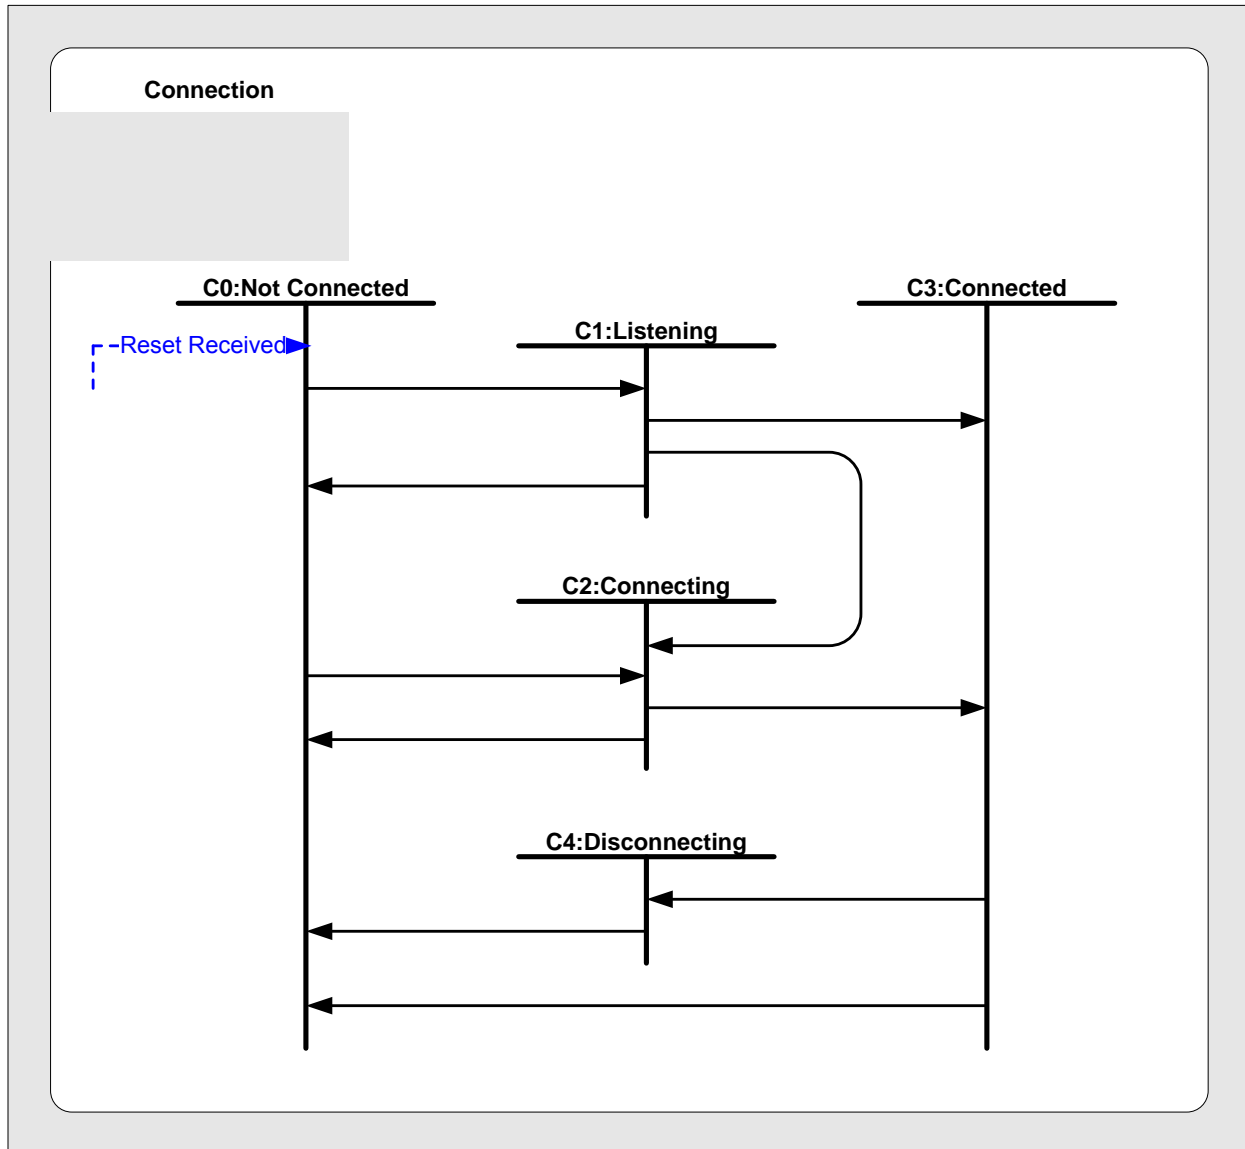 Connection
C0:Not Connected
C3:Connected
Reset Received
C1:Listening
C2:Connecting
C4:Disconnecting